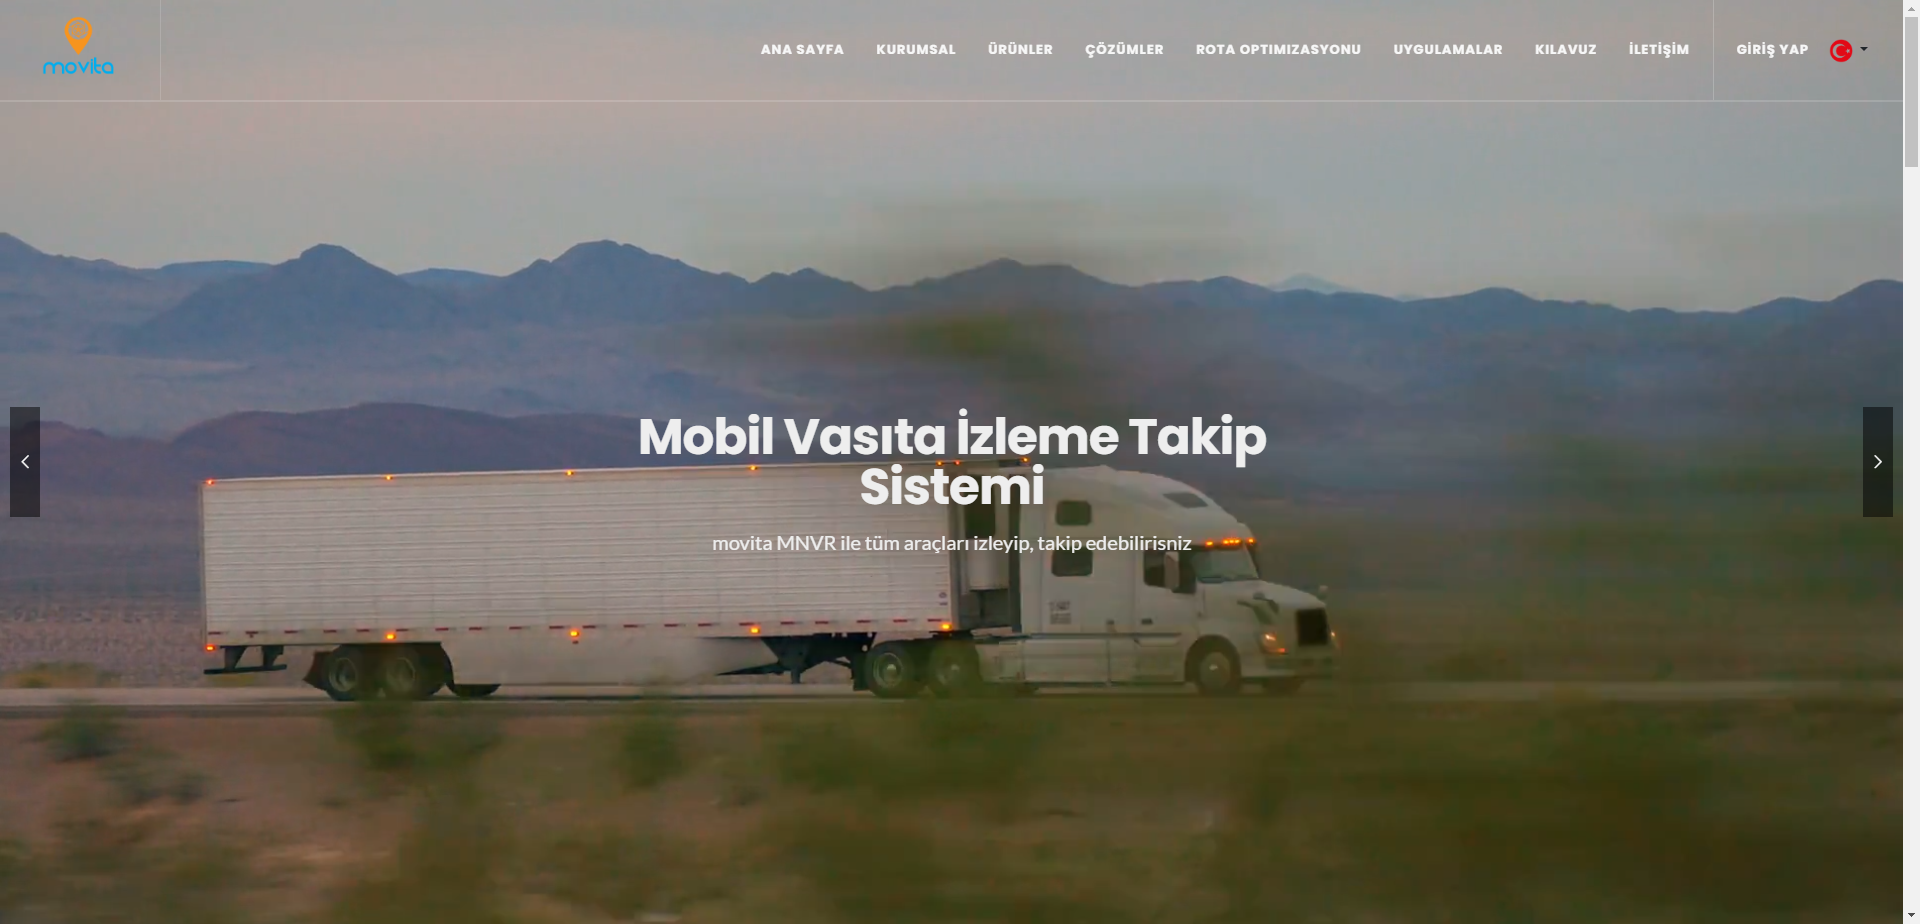 movita
ANA SAYFA
KURUMSAL
ÜRÜNLER
ÇÖZÜMLER
ROTA OPTIMIZASYONU
UYGULAMALAR
KILAVUZ
İLETİŞİM
GİRİŞ YAP
Mobil Vasıta İzleme Takip
Sistemi
movita MNVR ile tüm araçları izleyip, takip edebilirisniz